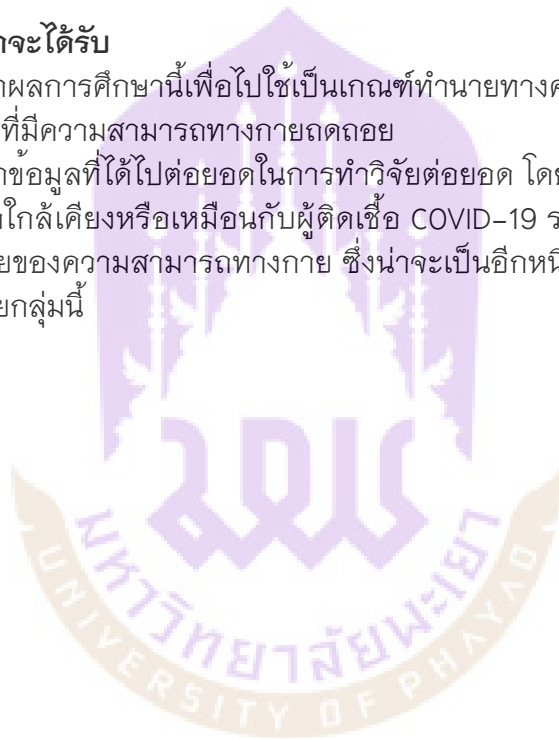 าจะได้รับ
าผลการศึกษานี้เพื่อไปใช้เป็นเกณฑ์ทำนายทางค
ที่มีความสามารถทางกายถดถอย
าข้อมูลที่ได้ไปต่อยอดในการทำวิจัยต่อยอด โดย
ใกล้เคียงหรือเหมือนกับผู้ติดเชื้อ COVID-19 ร
ยของความสามารถทางกาย ซึ่งน่าจะเป็นอีกหนึ
ยกลุ่มนี้
มหาวิทยาลัยพะเยา
UNIVERSITY OF PHAYAO